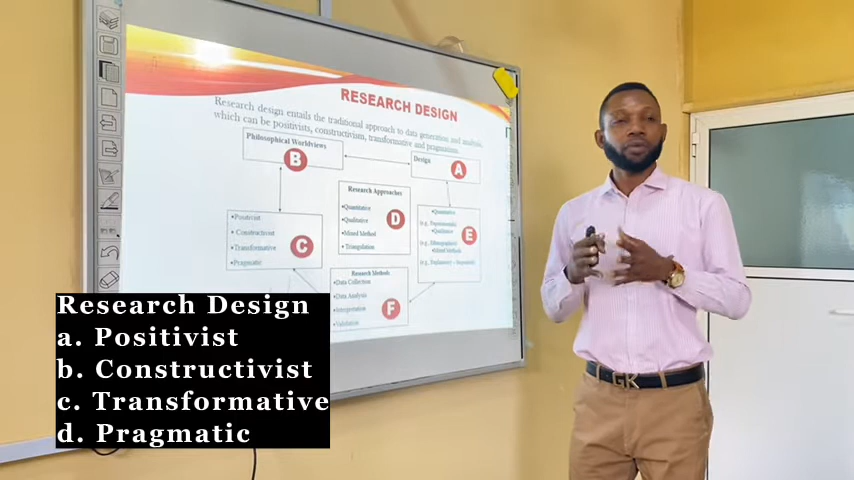 RESEARCH DESIGN
Research design entails the traditional approach to data generation and analysis,
which can be positivists, constructivism, transformative and pragmatism.
Philosophical Worldviews
B
Design
A
Research Approaches
•Quantitative
•Qualitative
•Mixed Method
•Triangulation
D
•Quantitative
•Qualitative
E
•Positivist
• Constructivist
•Transformative
•Pragmatic
C
Research Methods
•Data Collection
•Data Analysis
•Interpretation
•Validation
F
Research Design
a. Positivist
b. Constructivist
c. Transformative
d. Pragmatic
GK